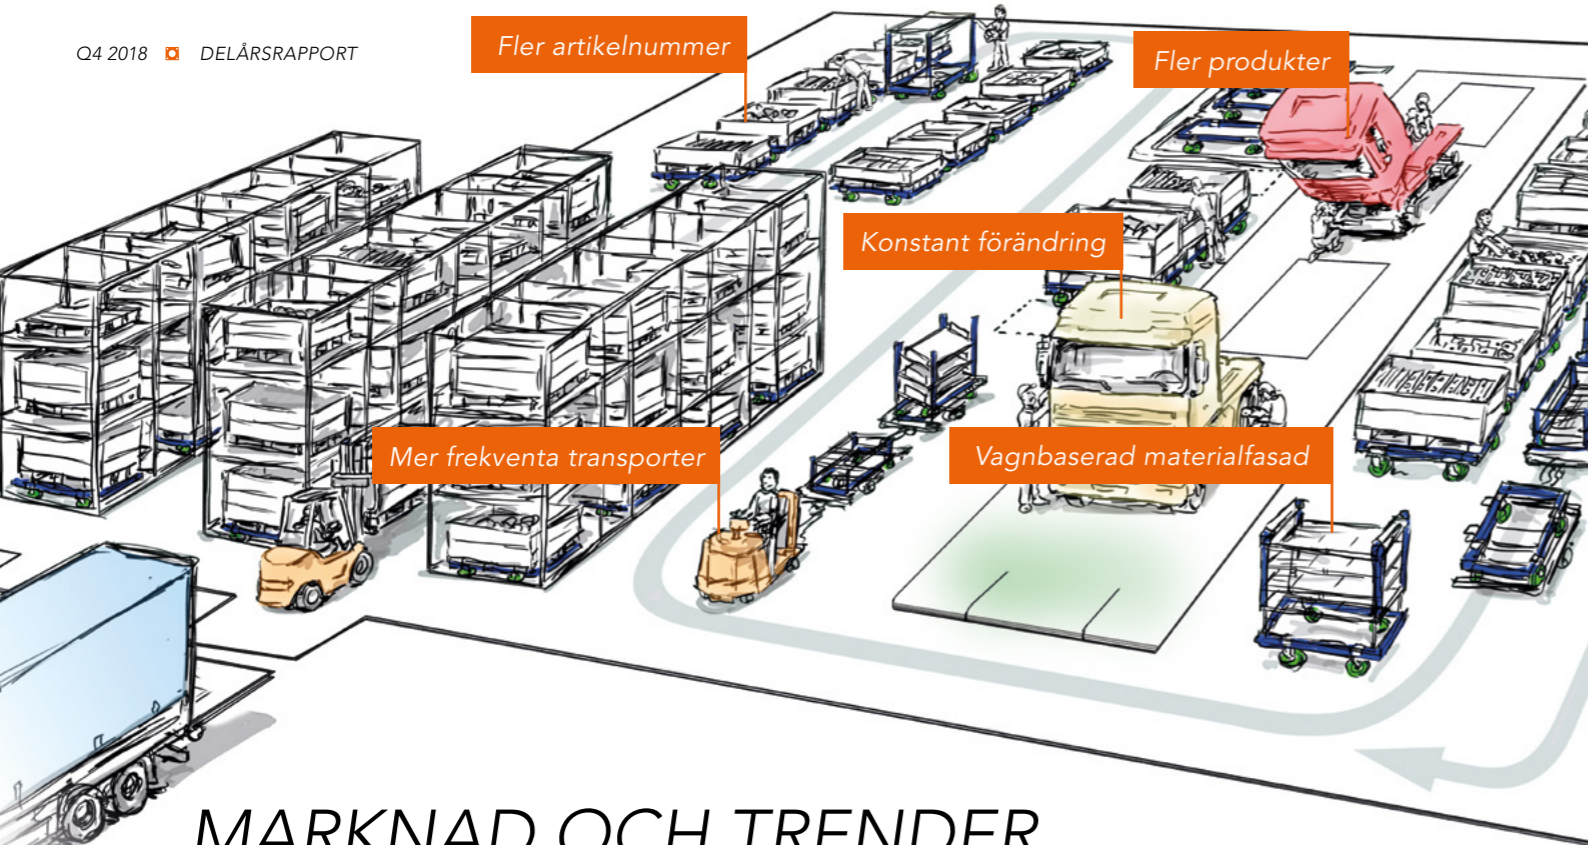 Q4 2018 DELÅRSRAPPORT
Fler artikelnummer
Fler produkter
Konstant förändring
Mer frekventa transporter
Vagnbaserad materialfasad
MARKNAD OCH TRENDER